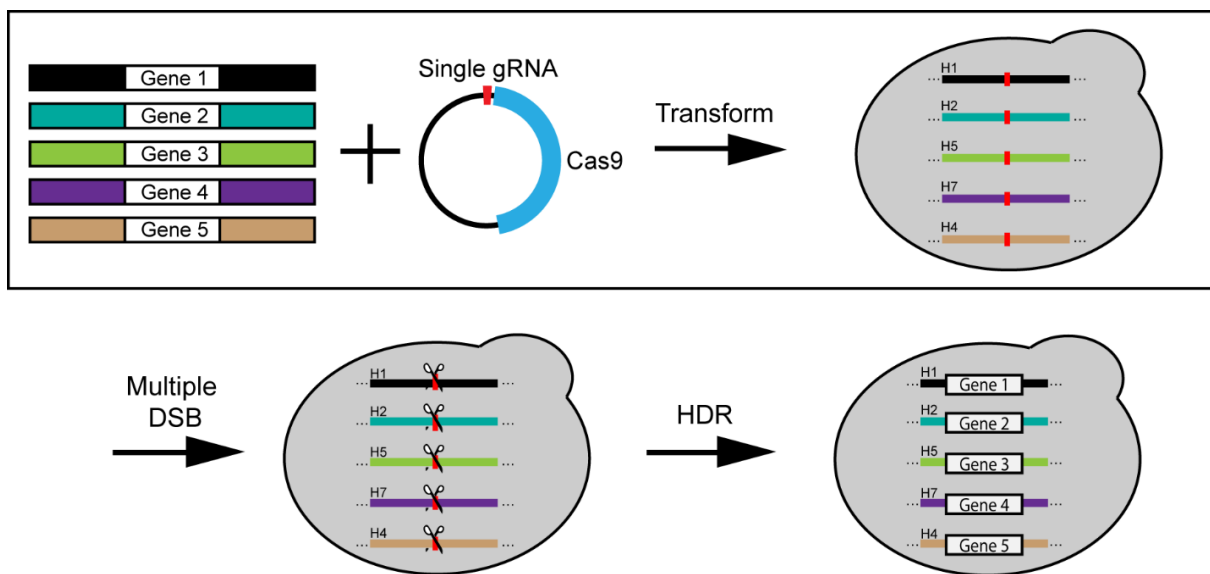 Gene 1
Gene 2
Gene 3
Gene 4
Gene 5
Single gRNA
Cas9
Transform
... H1 ...
... H2 ...
... H5 ...
... H7 ...
... H4 ...
Multiple
DSB
... H1 ...
... H2 ...
... H5 ...
... H7 ...
... H4 ...
HDR
... H1 Gene 1 ...
... H2 Gene 2 ...
... H5 Gene 3 ...
... H7 Gene 4 ...
... H4 Gene 5 ...